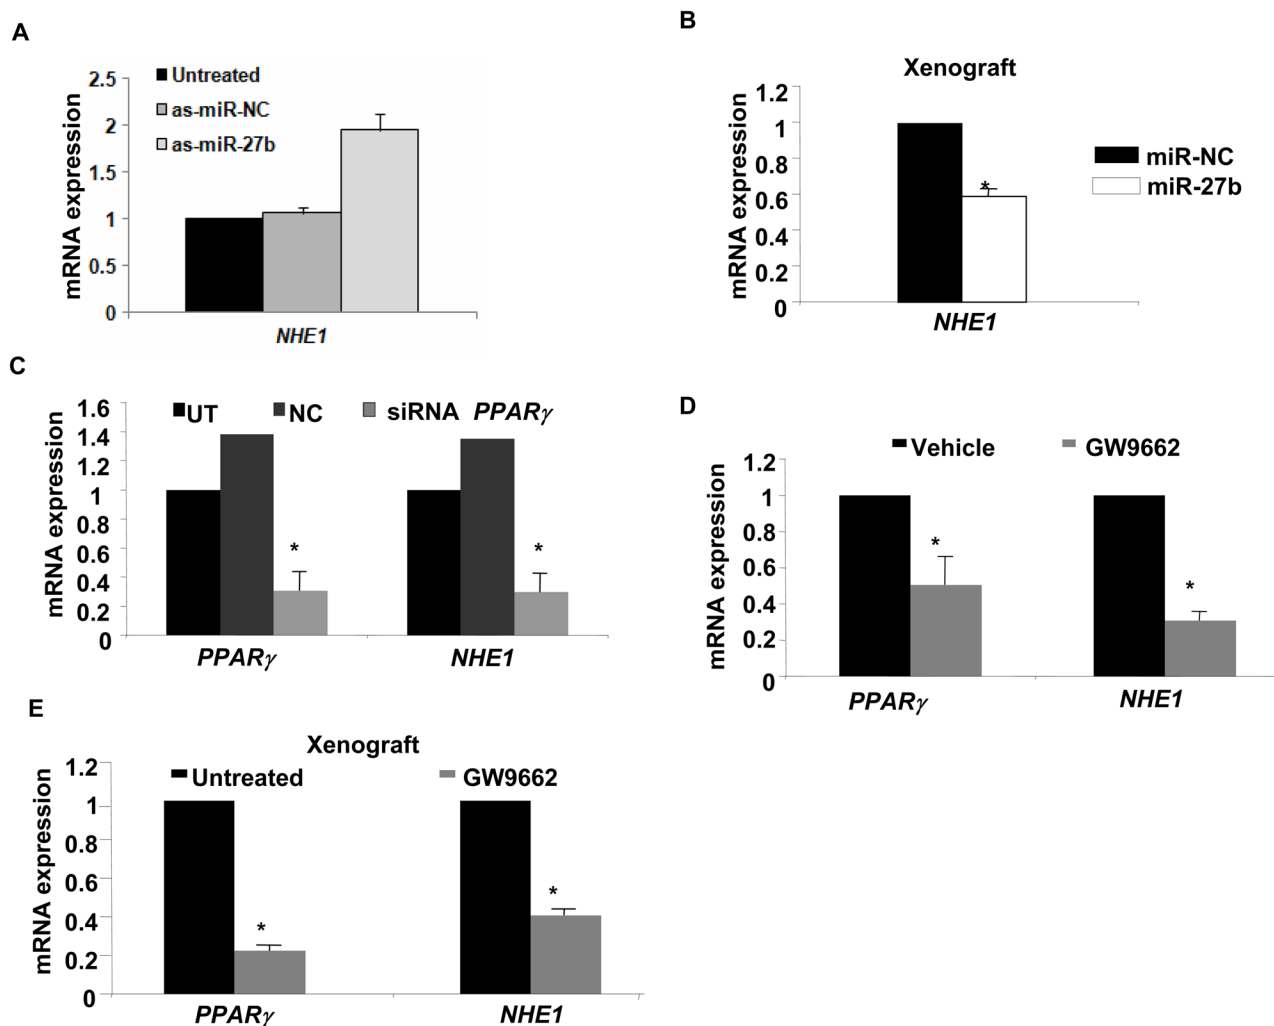 A
mRNA expression
2.5
2
1.5
1
0.5
0
Untreated
as-miR-NC
as-miR-27b
NHE1
B
Xenograft
mRNA expression
1.2
1
0.8
0.6
0.4
0.2
0
*
miR-NC
miR-27b
NHE1
C
mRNA expression
1.6
1.4
1.2
1
0.8
0.6
0.4
0.2
0
UT NC siRNA PPARγ
* *
PPARγ NHE1
D
mRNA expression
1.2
1
0.8
0.6
0.4
0.2
0
Vehicle GW9662
* *
PPARγ NHE1
E
Xenograft
mRNA expression
1.2
1
0.8
0.6
0.4
0.2
0
Untreated GW9662
* *
PPARγ NHE1